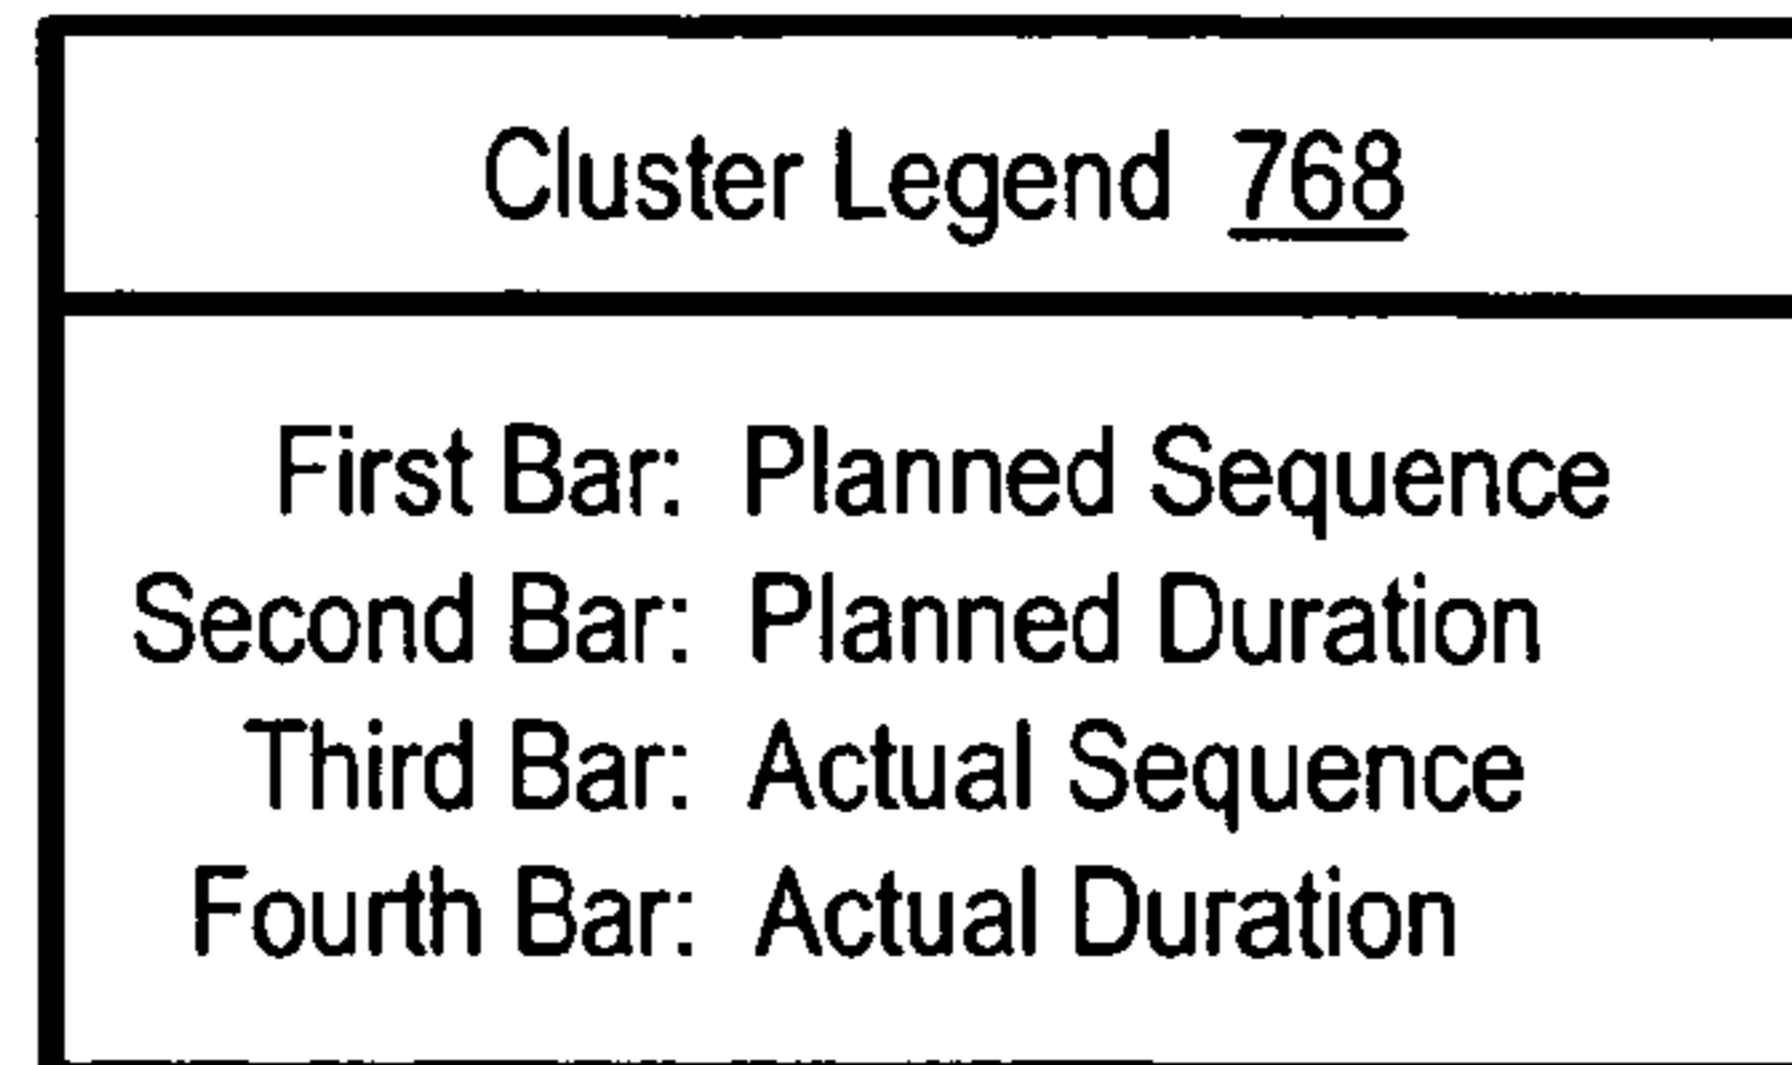 Cluster Legend 768
First Bar: Planned Sequence
Second Bar: Planned Duration
Third Bar: Actual Sequence
Fourth Bar: Actual Duration